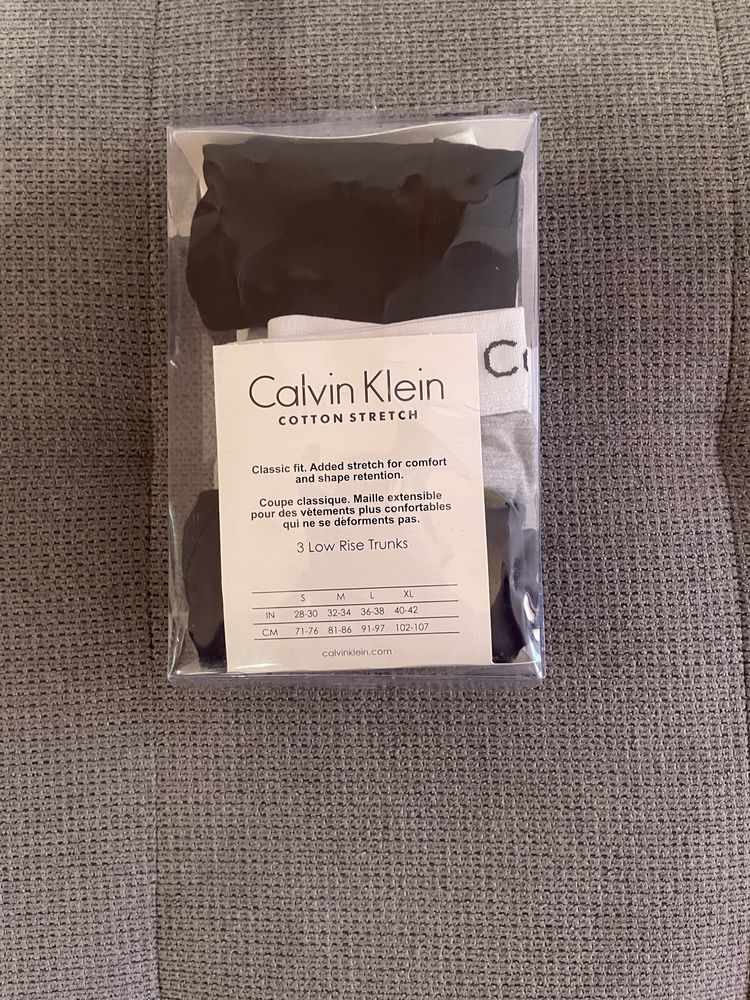 C
Calvin Klein
COTTON STRETCH
Classic fit. Added stretch for comfort
and shape retention.
Coupe classique. Maille extensible
pour des vètements plus confortables
qui ne se dèforments pas.
3 Low Rise Trunks
S M L XL
IN 28-30 32-34 36-38 40-42
CM 71-76 81-86 91-97 102-107
calvinklein.com